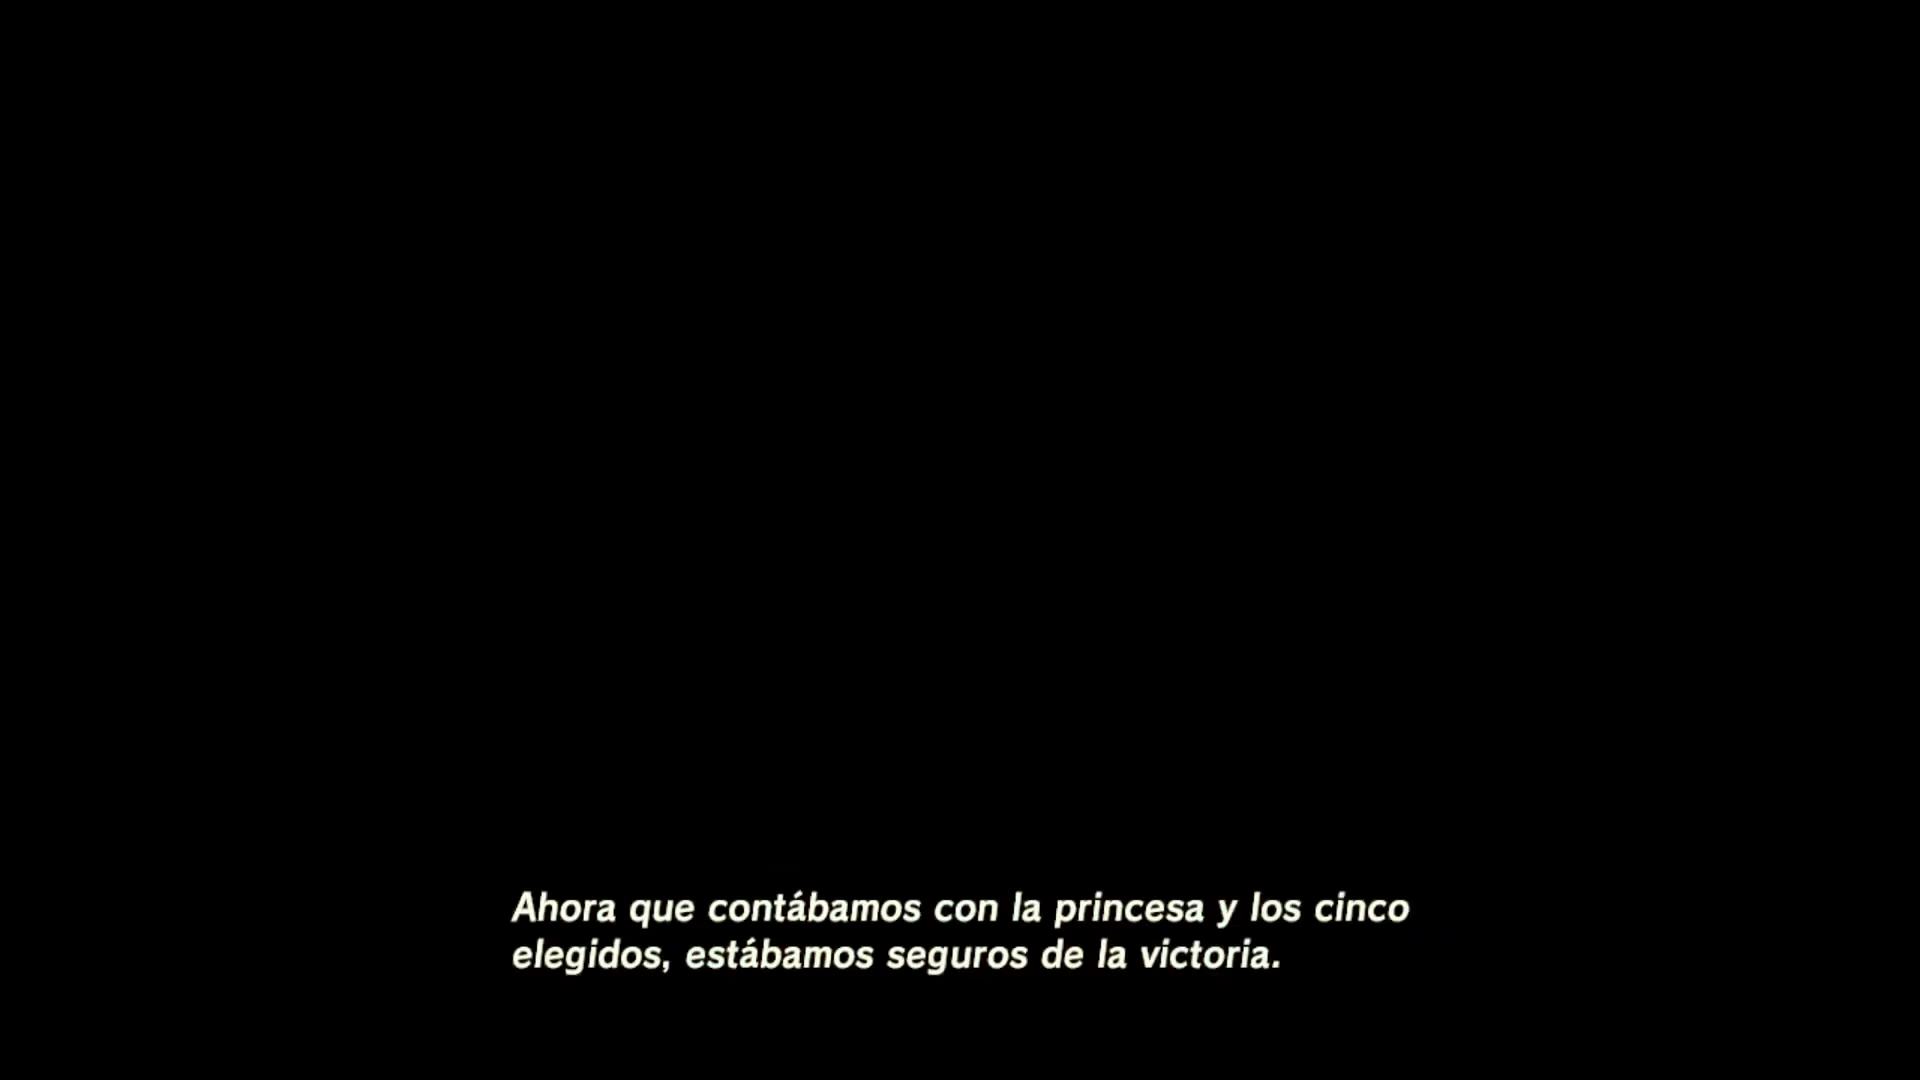 Ahora que contábamos con la princesa y los cinco
elegidos, estábamos seguros de la victoria.